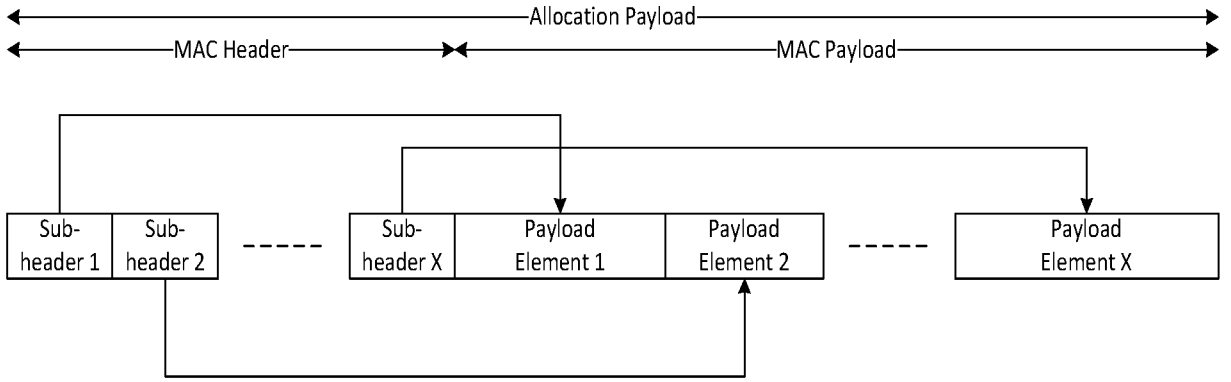 Allocation Payload
MAC Header
MAC Payload
Sub-
header 1
Sub-
header 2
Sub-
header X
Payload
Element 1
Payload
Element 2
Payload
Element X